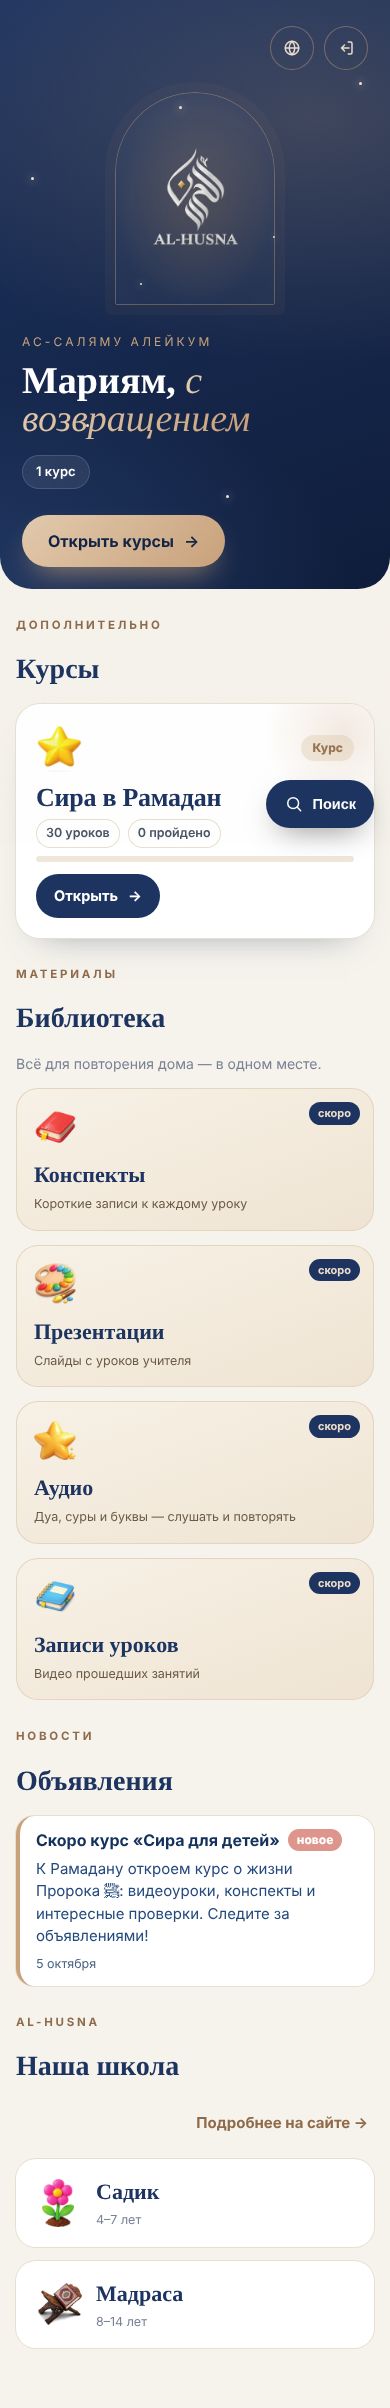 AL-HUSNA
АС-САЛЯМУ АЛЕЙКУМ
Мариям, с
возвращением
1 курс
Открыть курсы →
ДОПОЛНИТЕЛЬНО
Курсы
Курс
Сира в Рамадан
Поиск
30 уроков
0 пройдено
Открыть →
МАТЕРИАЛЫ
Библиотека
Всё для повторения дома — в одном месте.
скоро
Конспекты
Короткие записи к каждому уроку
скоро
Презентации
Слайды с уроков учителя
скоро
Аудио
Дуа, суры и буквы — слушать и повторять
скоро
Записи уроков
Видео прошедших занятий
НОВОСТИ
Объявления
Скоро курс «Сира для детей» новое
К Рамадану откроем курс о жизни
Пророка ﷺ: видеоуроки, конспекты и
интересные проверки. Следите за
объявлениями!
5 октября
AL-HUSNA
Наша школа
Подробнее на сайте →
Садик
4–7 лет
Мадраса
8–14 лет